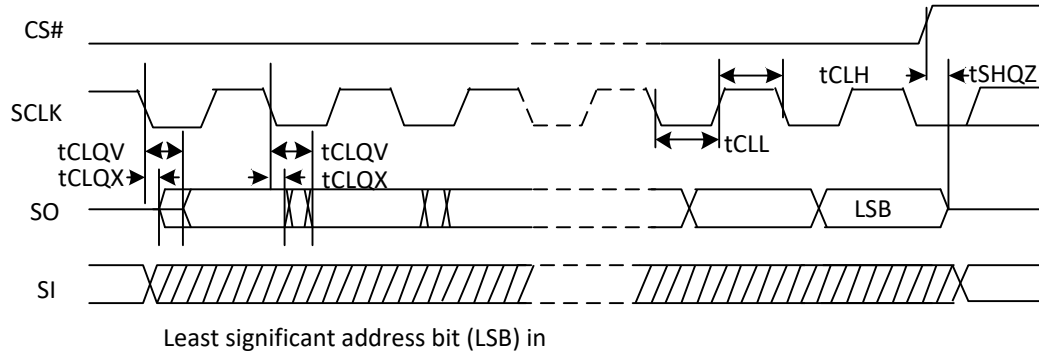 CS#
tCLH
tSHQZ
SCLK
tCLQV
tCLQV
tCLL
tCLQX
tCLQX
SO
LSB
SI
Least significant address bit (LSB) in